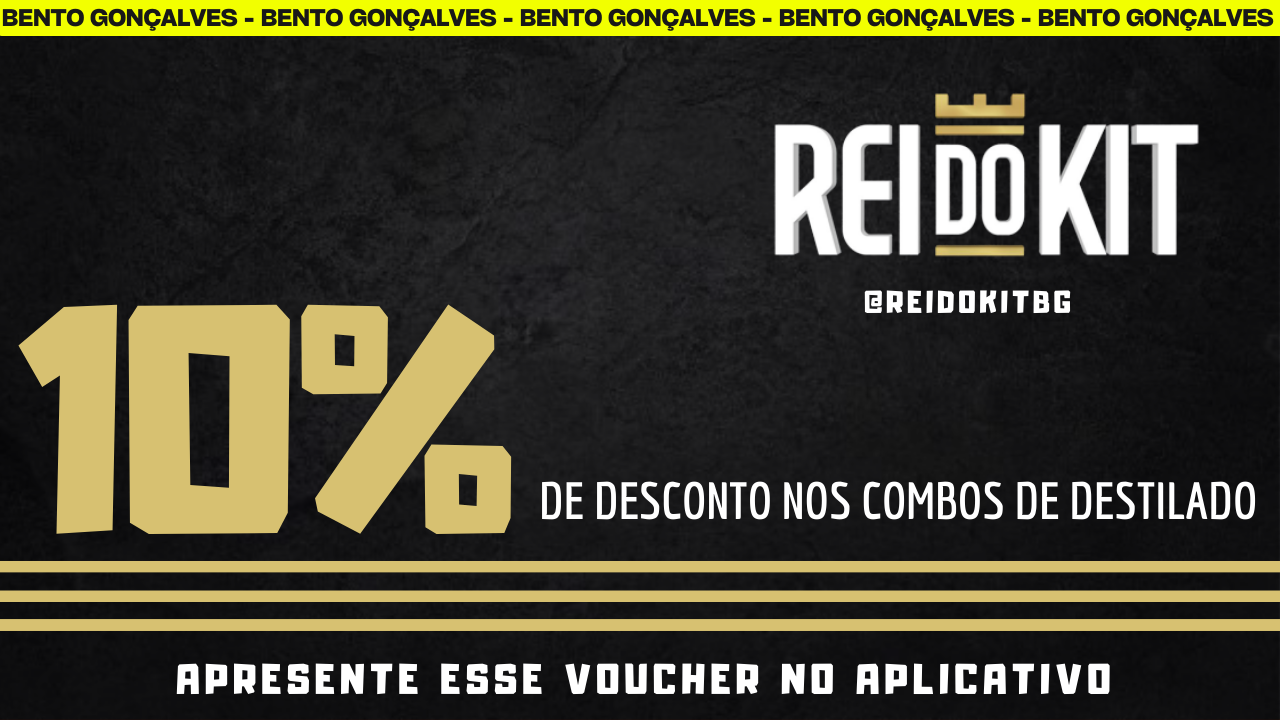 BENTO GONÇALVES - BENTO GONÇALVES - BENTO GONÇALVES - BENTO GONÇALVES - BENTO GONÇALVES
REI DO KIT
@REIDOKITBG
10% DE DESCONTO NOS COMBOS DE DESTILADO
APRESENTE ESSE VOUCHER NO APLICATIVO